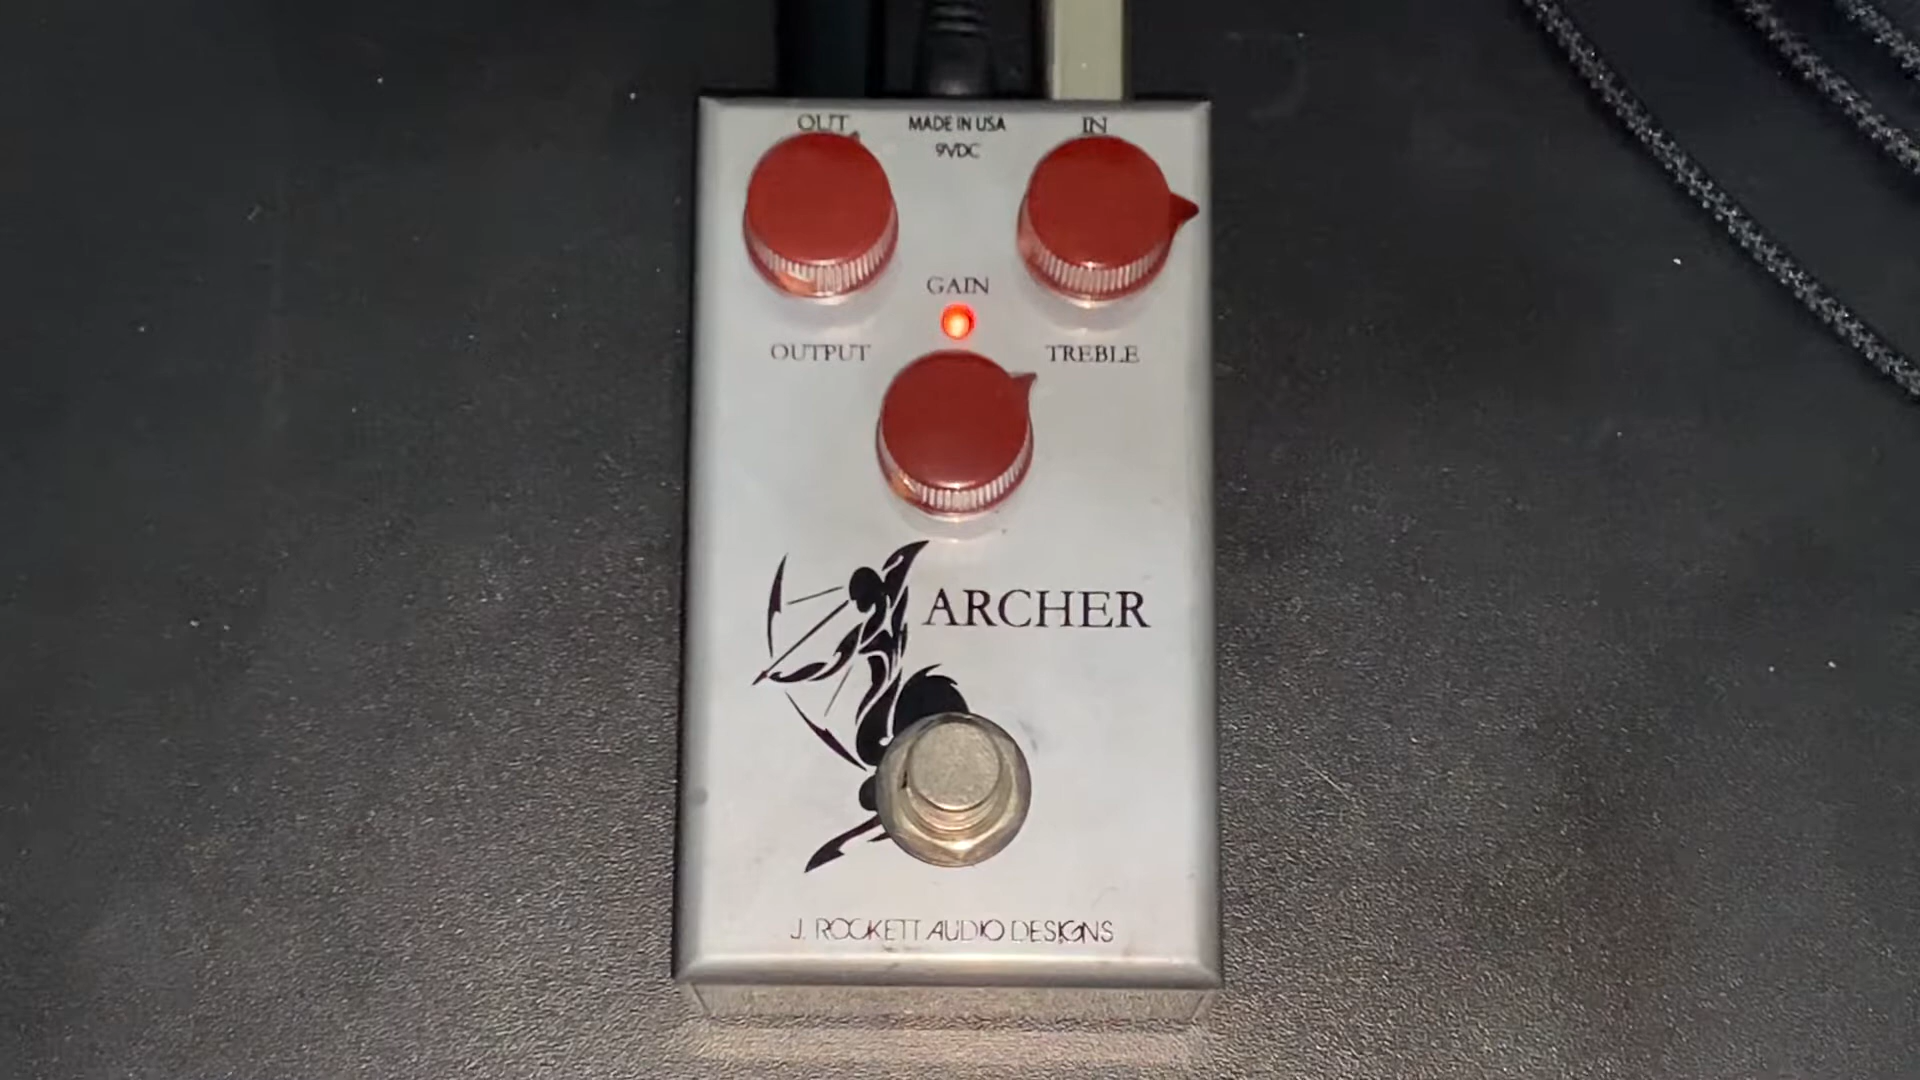 OUT
MADE IN USA
IN
9VDC
GAIN
OUTPUT
TREBLE
ARCHER
J. ROCKETT AUDIO DESIGNS